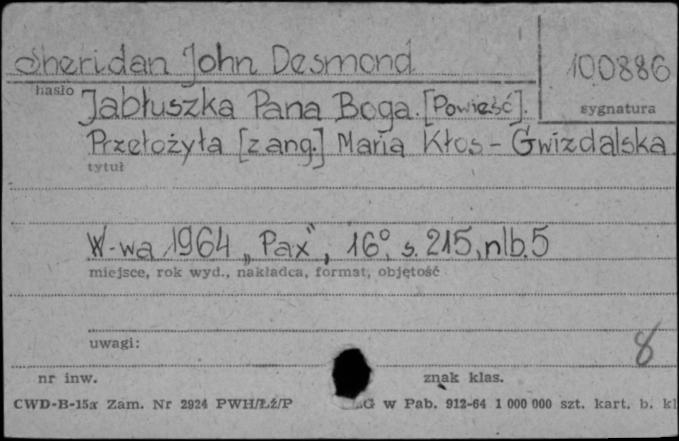 Sheridan John Desmond
100886
hasło
Jabłuszka Pana Boga. [Powieść].
sygnatura
Przełożyła [z ang.] Maria Kłos-Gwizdalska
tytuł
W-wa 1964 „Pax”, 16°, s. 215, nlb. 5
miejsce, rok wyd., nakładca, format, objętość
uwagi:
8
nr inw.
znak klas.
CWD-B-15a Zam. Nr 2924 PWH/Łź/P
G w Pab. 912-64 1 000 000 szt. kart. b. kl